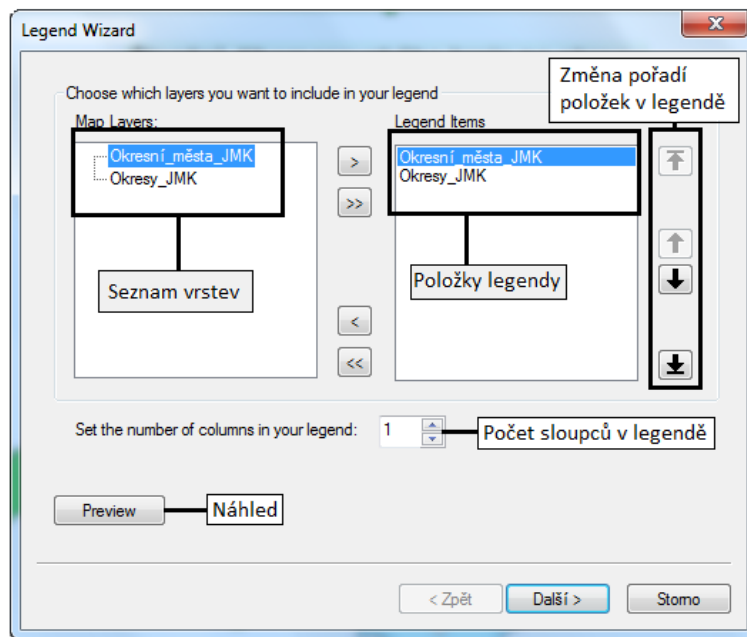 Legend Wizard
x
Změna pořadí
položek v legendě
Choose which layers you want to include in your legend
Map Layers:
Legend Items
Okresní_města_JMK
Okresy_JMK
>
>>
<
<<
Okresní_města_JMK
Okresy_JMK
Seznam vrstev
Položky legendy
Set the number of columns in your legend:
1
Počet sloupců v legendě
Preview
Náhled
< Zpět
Další >
Storno